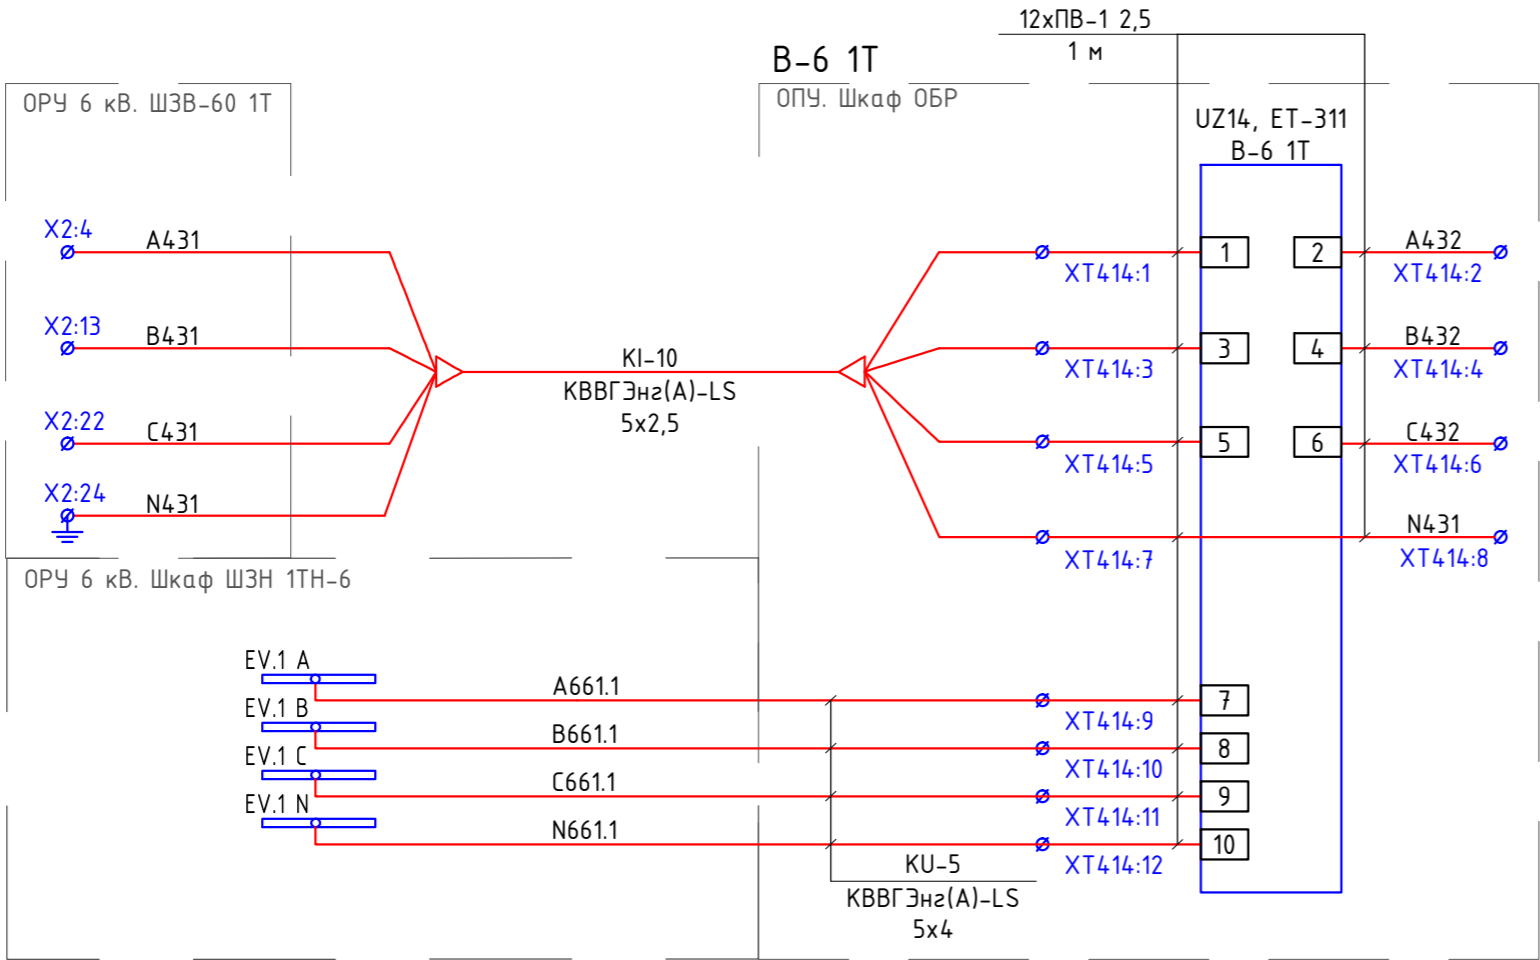 12хПВ-1 2,5
1 м
В-6 1Т
ОРУ 6 кВ. ШЗВ-60 1Т
ОПУ. Шкаф ОБР
UZ14, ET-311
В-6 1Т
X2:4
A431
1
2
A432
XT414:1
XT414:2
X2:13
B431
3
4
B432
KI-10
XT414:3
XT414:4
КВВГЭнг(А)-LS
5х2,5
X2:22
C431
5
6
C432
XT414:5
XT414:6
X2:24
N431
N431
XT414:7
XT414:8
ОРУ 6 кВ. Шкаф ШЗН 1ТН-6
EV.1 A
A661.1
7
XT414:9
EV.1 B
B661.1
8
XT414:10
EV.1 C
C661.1
9
XT414:11
EV.1 N
N661.1
10
XT414:12
KU-5
КВВГЭнг(А)-LS
5х4